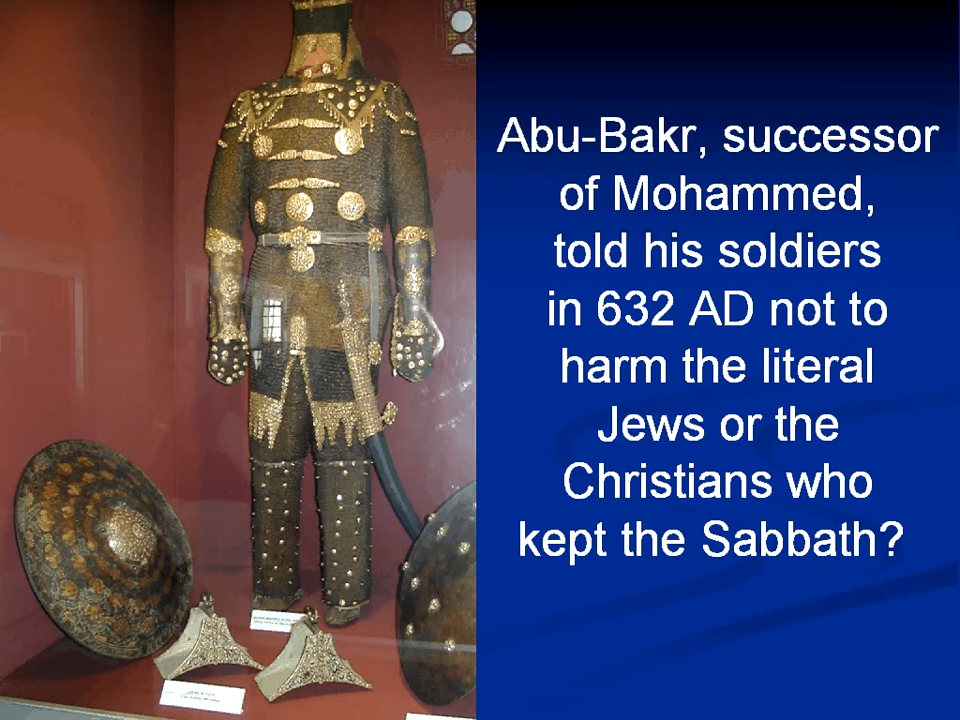 Abu-Bakr, successor
of Mohammed,
told his soldiers
in 632 AD not to
harm the literal
Jews or the
Christians who
kept the Sabbath?